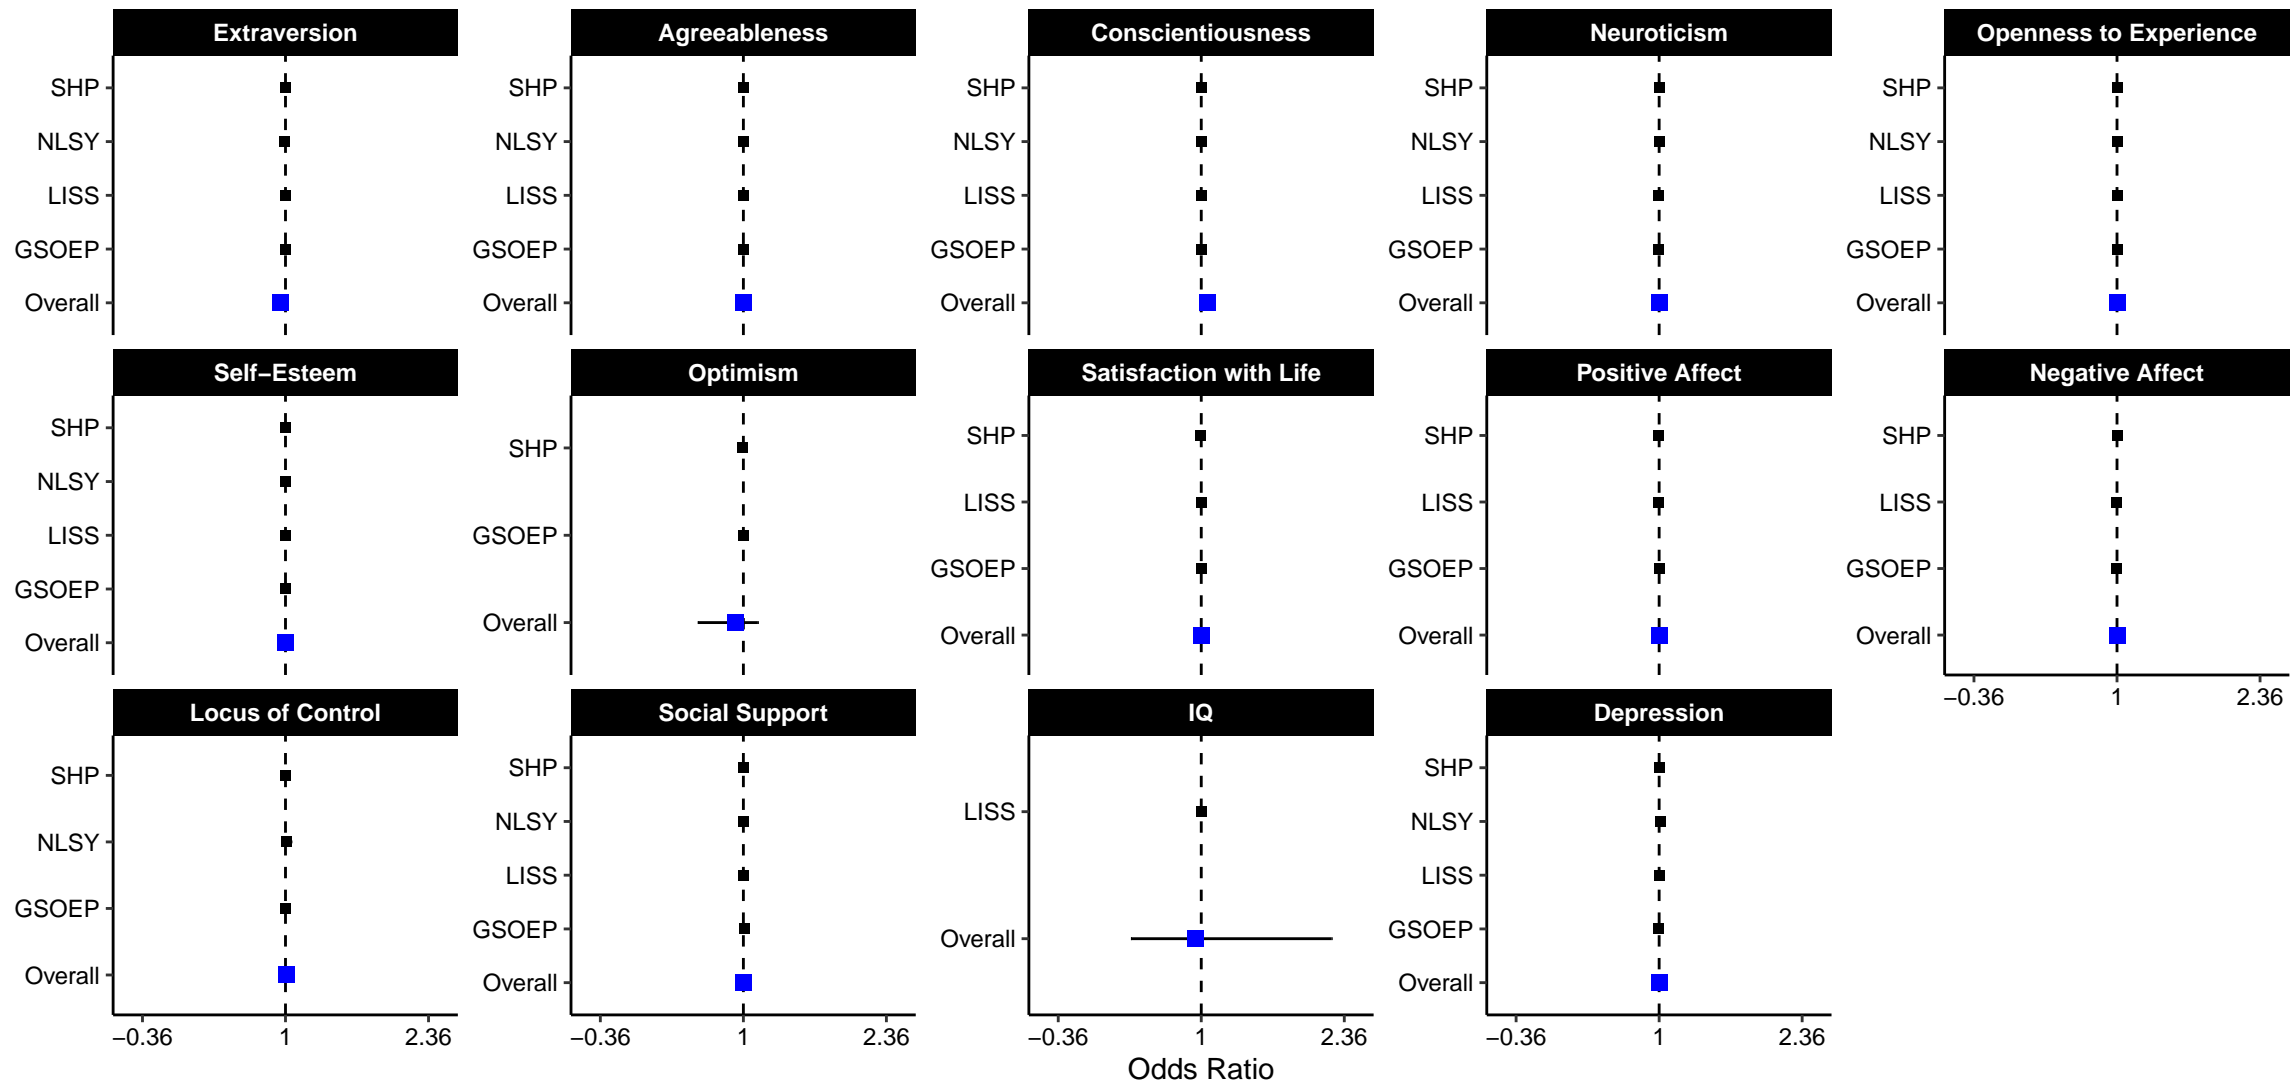 Extraversion
Agreeableness
Conscientiousness
Neuroticism
Openness to Experience
SHP
NLSY
LISS
GSOEP
Overall
SHP
NLSY
LISS
GSOEP
Overall
SHP
NLSY
LISS
GSOEP
Overall
SHP
NLSY
LISS
GSOEP
Overall
SHP
NLSY
LISS
GSOEP
Overall
Self−Esteem
Optimism
Satisfaction with Life
Positive Affect
Negative Affect
SHP
NLSY
LISS
GSOEP
Overall
SHP
GSOEP
Overall
SHP
LISS
GSOEP
Overall
SHP
LISS
GSOEP
Overall
SHP
LISS
GSOEP
Overall
−0.36 1 2.36
Locus of Control
Social Support
IQ
Depression
SHP
NLSY
GSOEP
Overall
−0.36 1 2.36
SHP
NLSY
LISS
GSOEP
Overall
−0.36 1 2.36
LISS
Overall
−0.36 1 2.36
SHP
NLSY
LISS
GSOEP
Overall
−0.36 1 2.36
Odds Ratio